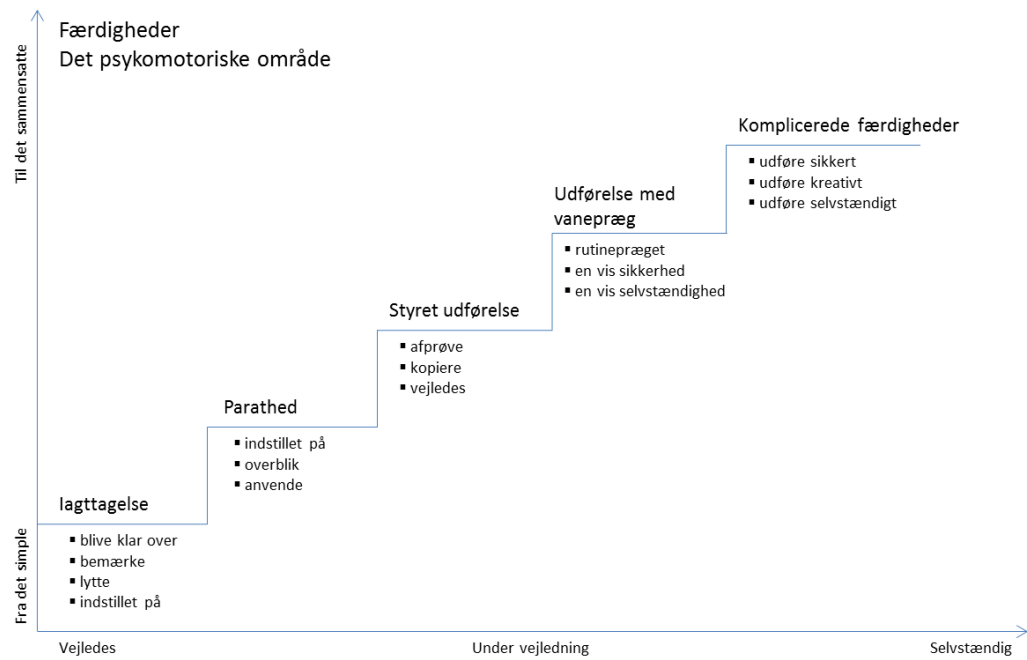 Færdigheder
Det psykomotoriske område
Til det sammensatte
Komplicerede færdigheder
▪ udføre sikkert
▪ udføre kreativt
▪ udføre selvstændigt
Udførelse med
vanepræg
▪ rutinepræget
▪ en vis sikkerhed
▪ en vis selvstændighed
Styret udførelse
▪ afprøve
▪ kopiere
▪ vejledes
Parathed
▪ indstillet på
▪ overblik
▪ anvende
Iagttagelse
▪ blive klar over
▪ bemærke
▪ lytte
▪ indstillet på
Fra det simple
Vejledes
Under vejledning
Selvstændig